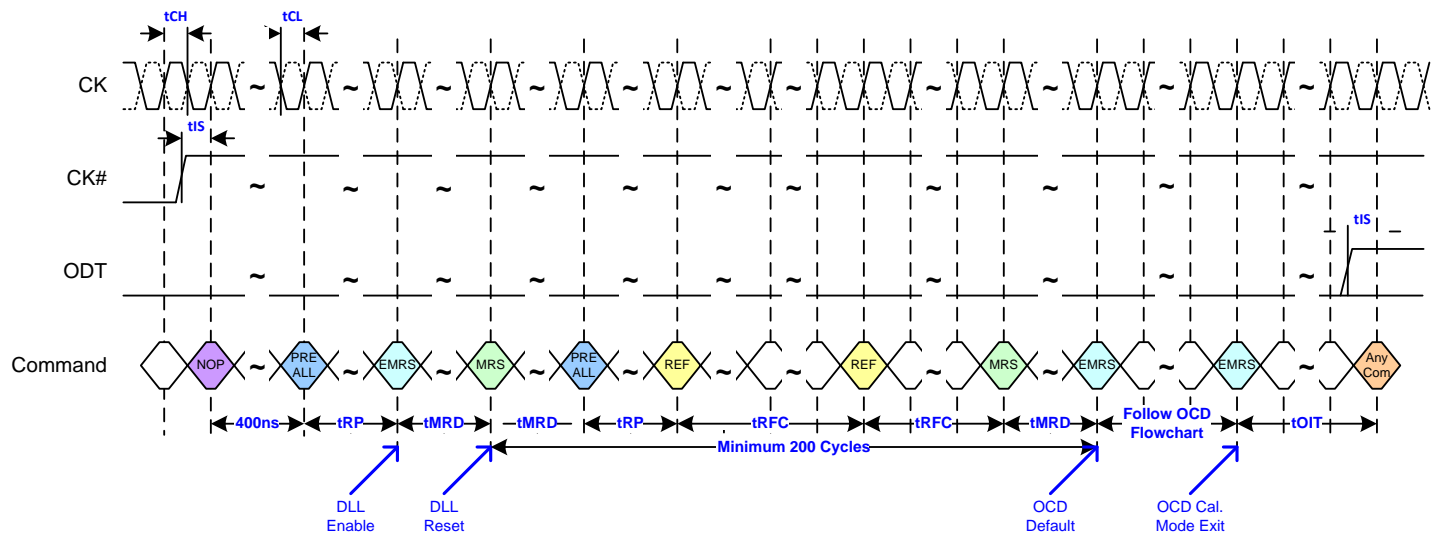 tCH
tCL
CK
tIS
CK#
tIS
ODT
Command
NOP
PRE
ALL
EMRS
MRS
PRE
ALL
REF
REF
MRS
EMRS
EMRS
Any
Com
400ns
tRP
tMRD
tMRD
tRP
tRFC
tRFC
tMRD
Follow OCD
Flowchart
tOIT
Minimum 200 Cycles
DLL
Enable
DLL
Reset
OCD
Default
OCD Cal.
Mode Exit